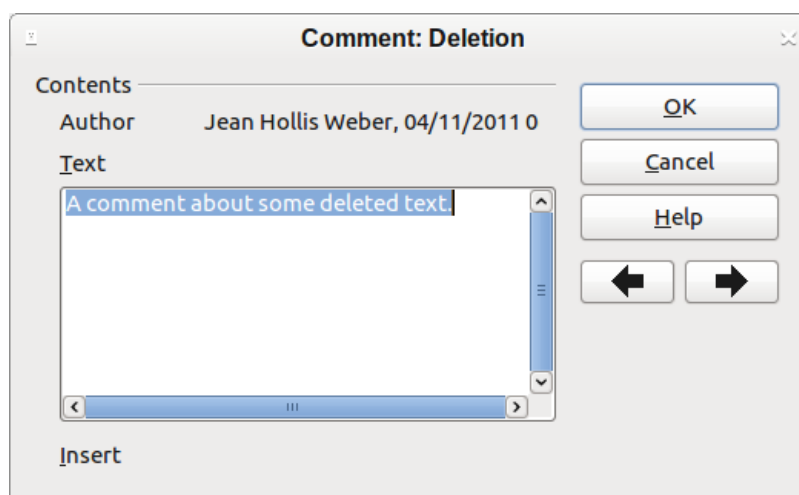 Comment: Deletion
Contents
Author Jean Hollis Weber, 04/11/2011 0
Text
A comment about some deleted text.
Insert
OK
Cancel
Help